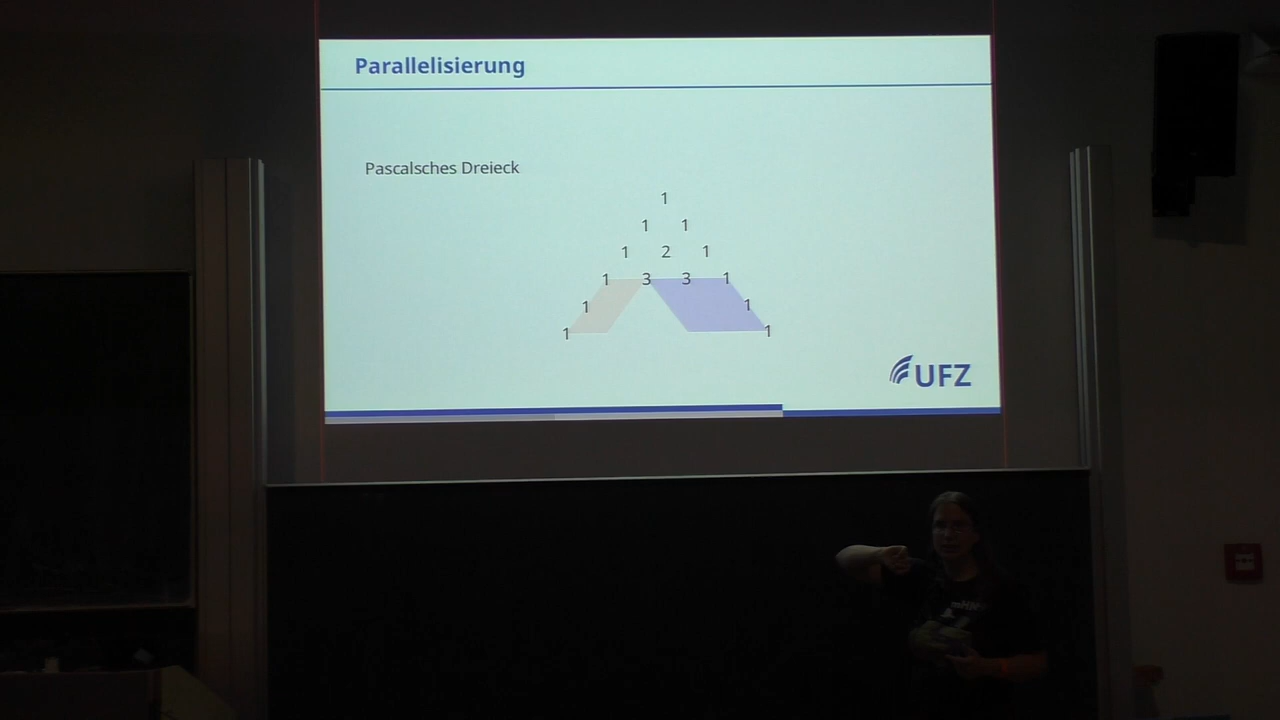 Parallelisierung
Pascalsches Dreieck
1
1 1
1 2 1
1 3 3 1
1 1
1 1
UFZ